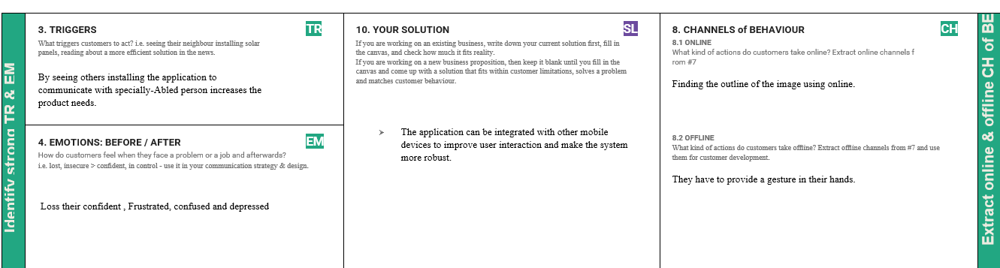 Identify strong TR & EM
3. TRIGGERS
TR
What triggers customers to act? i.e. seeing their neighbour installing solar
panels, reading about a more efficient solution in the news.
By seeing others installing the application to
communicate with specially-Abled person increases the
product needs.
4. EMOTIONS: BEFORE / AFTER
EM
How do customers feel when they face a problem or a job and afterwards?
i.e. lost, insecure > confident, in control - use it in your communication strategy & design.
Loss their confident , Frustrated, confused and depressed
10. YOUR SOLUTION
SL
If you are working on an existing business, write down your current solution first, fill in
the canvas, and check how much it fits reality.
If you are working on a new business proposition, then keep it blank until you fill in the
canvas and come up with a solution that fits within customer limitations, solves a problem
and matches customer behaviour.
➢ The application can be integrated with other mobile
devices to improve user interaction and make the system
more robust.
8. CHANNELS of BEHAVIOUR
CH
8.1 ONLINE
What kind of actions do customers take online? Extract online channels f
rom #7
Finding the outline of the image using online.
8.2 OFFLINE
What kind of actions do customers take offline? Extract offline channels from #7 and use
them for customer development.
They have to provide a gesture in their hands.
Extract online & offline CH of BE